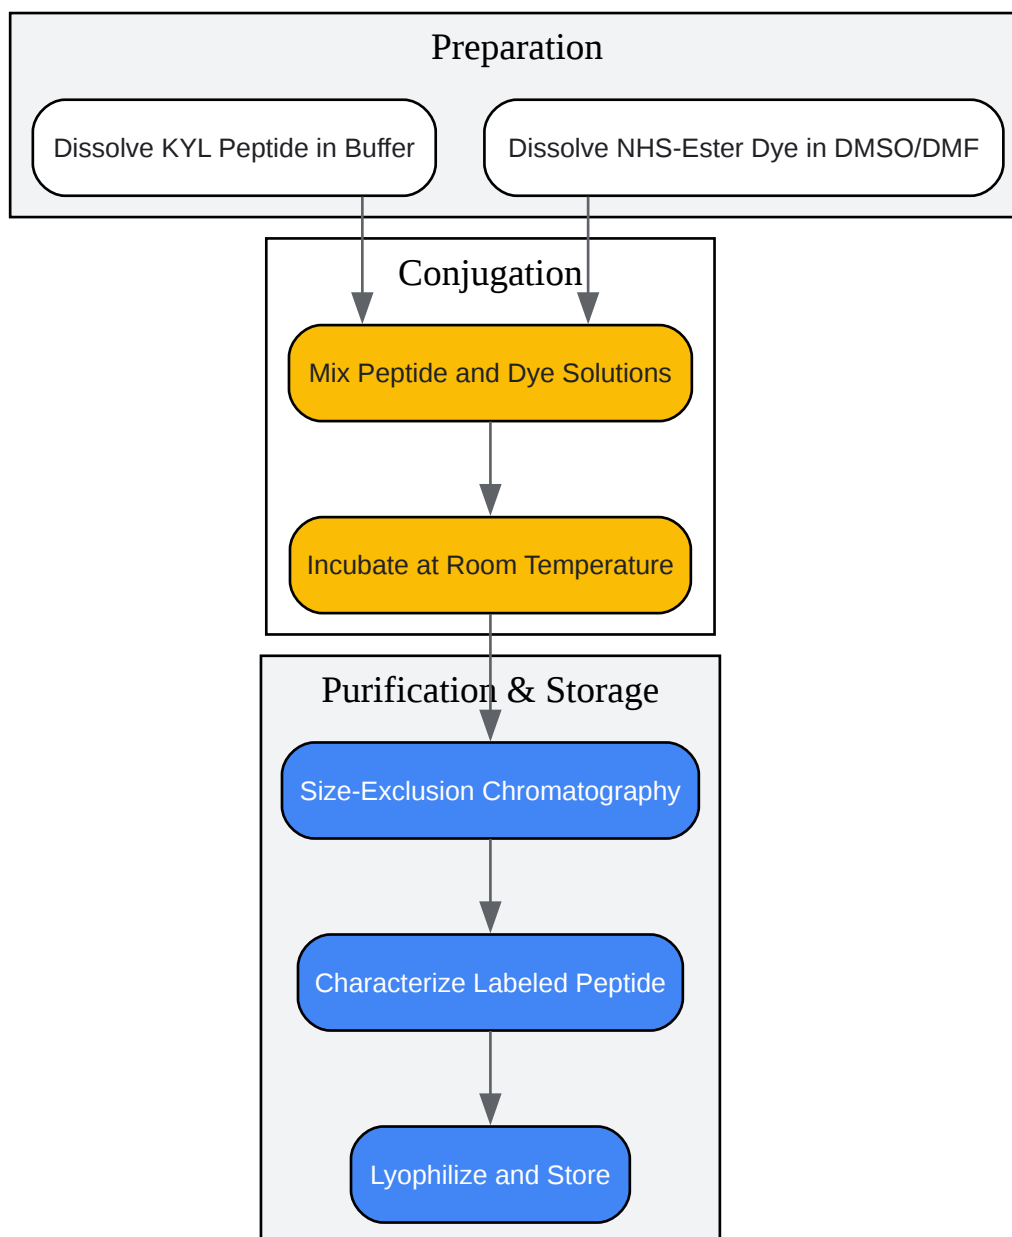 Preparation
Dissolve KYL Peptide in Buffer
Dissolve NHS-Ester Dye in DMSO/DMF
Conjugation
Mix Peptide and Dye Solutions
Incubate at Room Temperature
Purification & Storage
Size-Exclusion Chromatography
Characterize Labeled Peptide
Lyophilize and Store